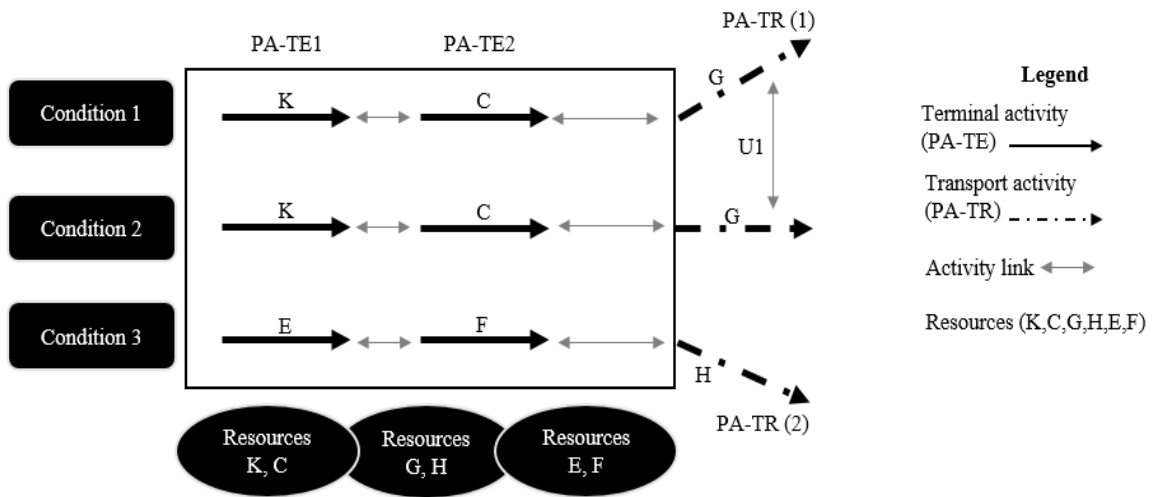 PA-TR (1)
PA-TE1
PA-TE2
G
Legend
Condition 1
K
C
Terminal activity
(PA-TE)
U1
Transport activity
(PA-TR)
Condition 2
K
C
G
Activity link
Condition 3
E
F
Resources (K,C,G,H,E,F)
H
PA-TR (2)
Resources
K, C
Resources
G, H
Resources
E, F